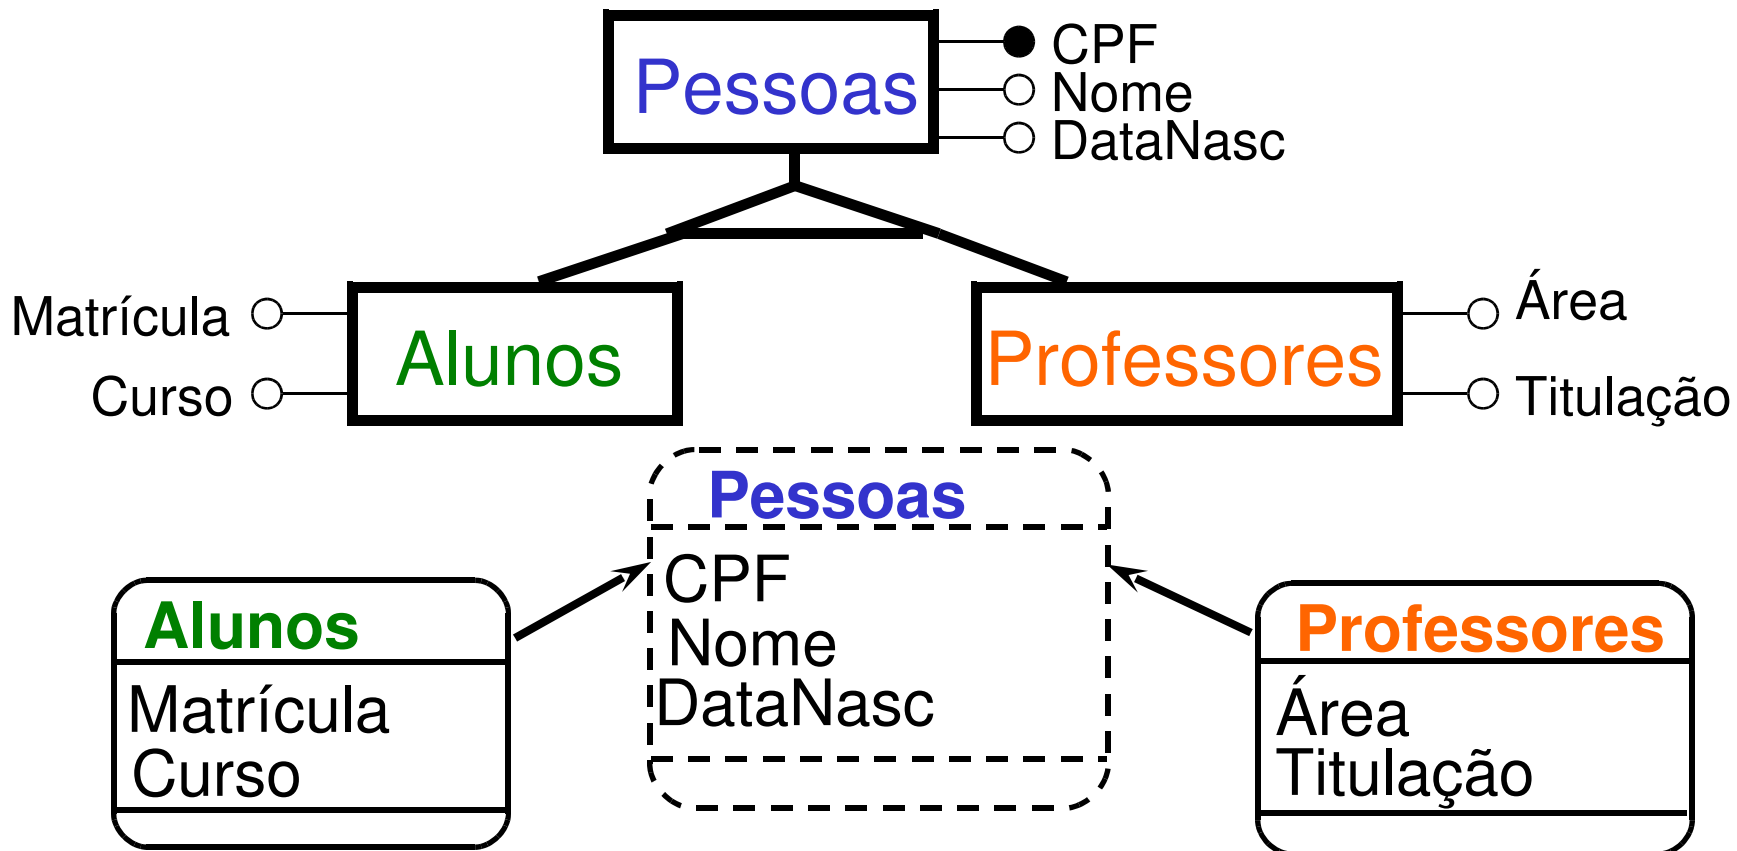 Pessoas
CPF
Nome
DataNasc
Matrícula
Curso
Alunos
Professores
Área
Titulação
Pessoas
CPF
Nome
DataNasc
Alunos
Matrícula
Curso
Professores
Área
Titulação